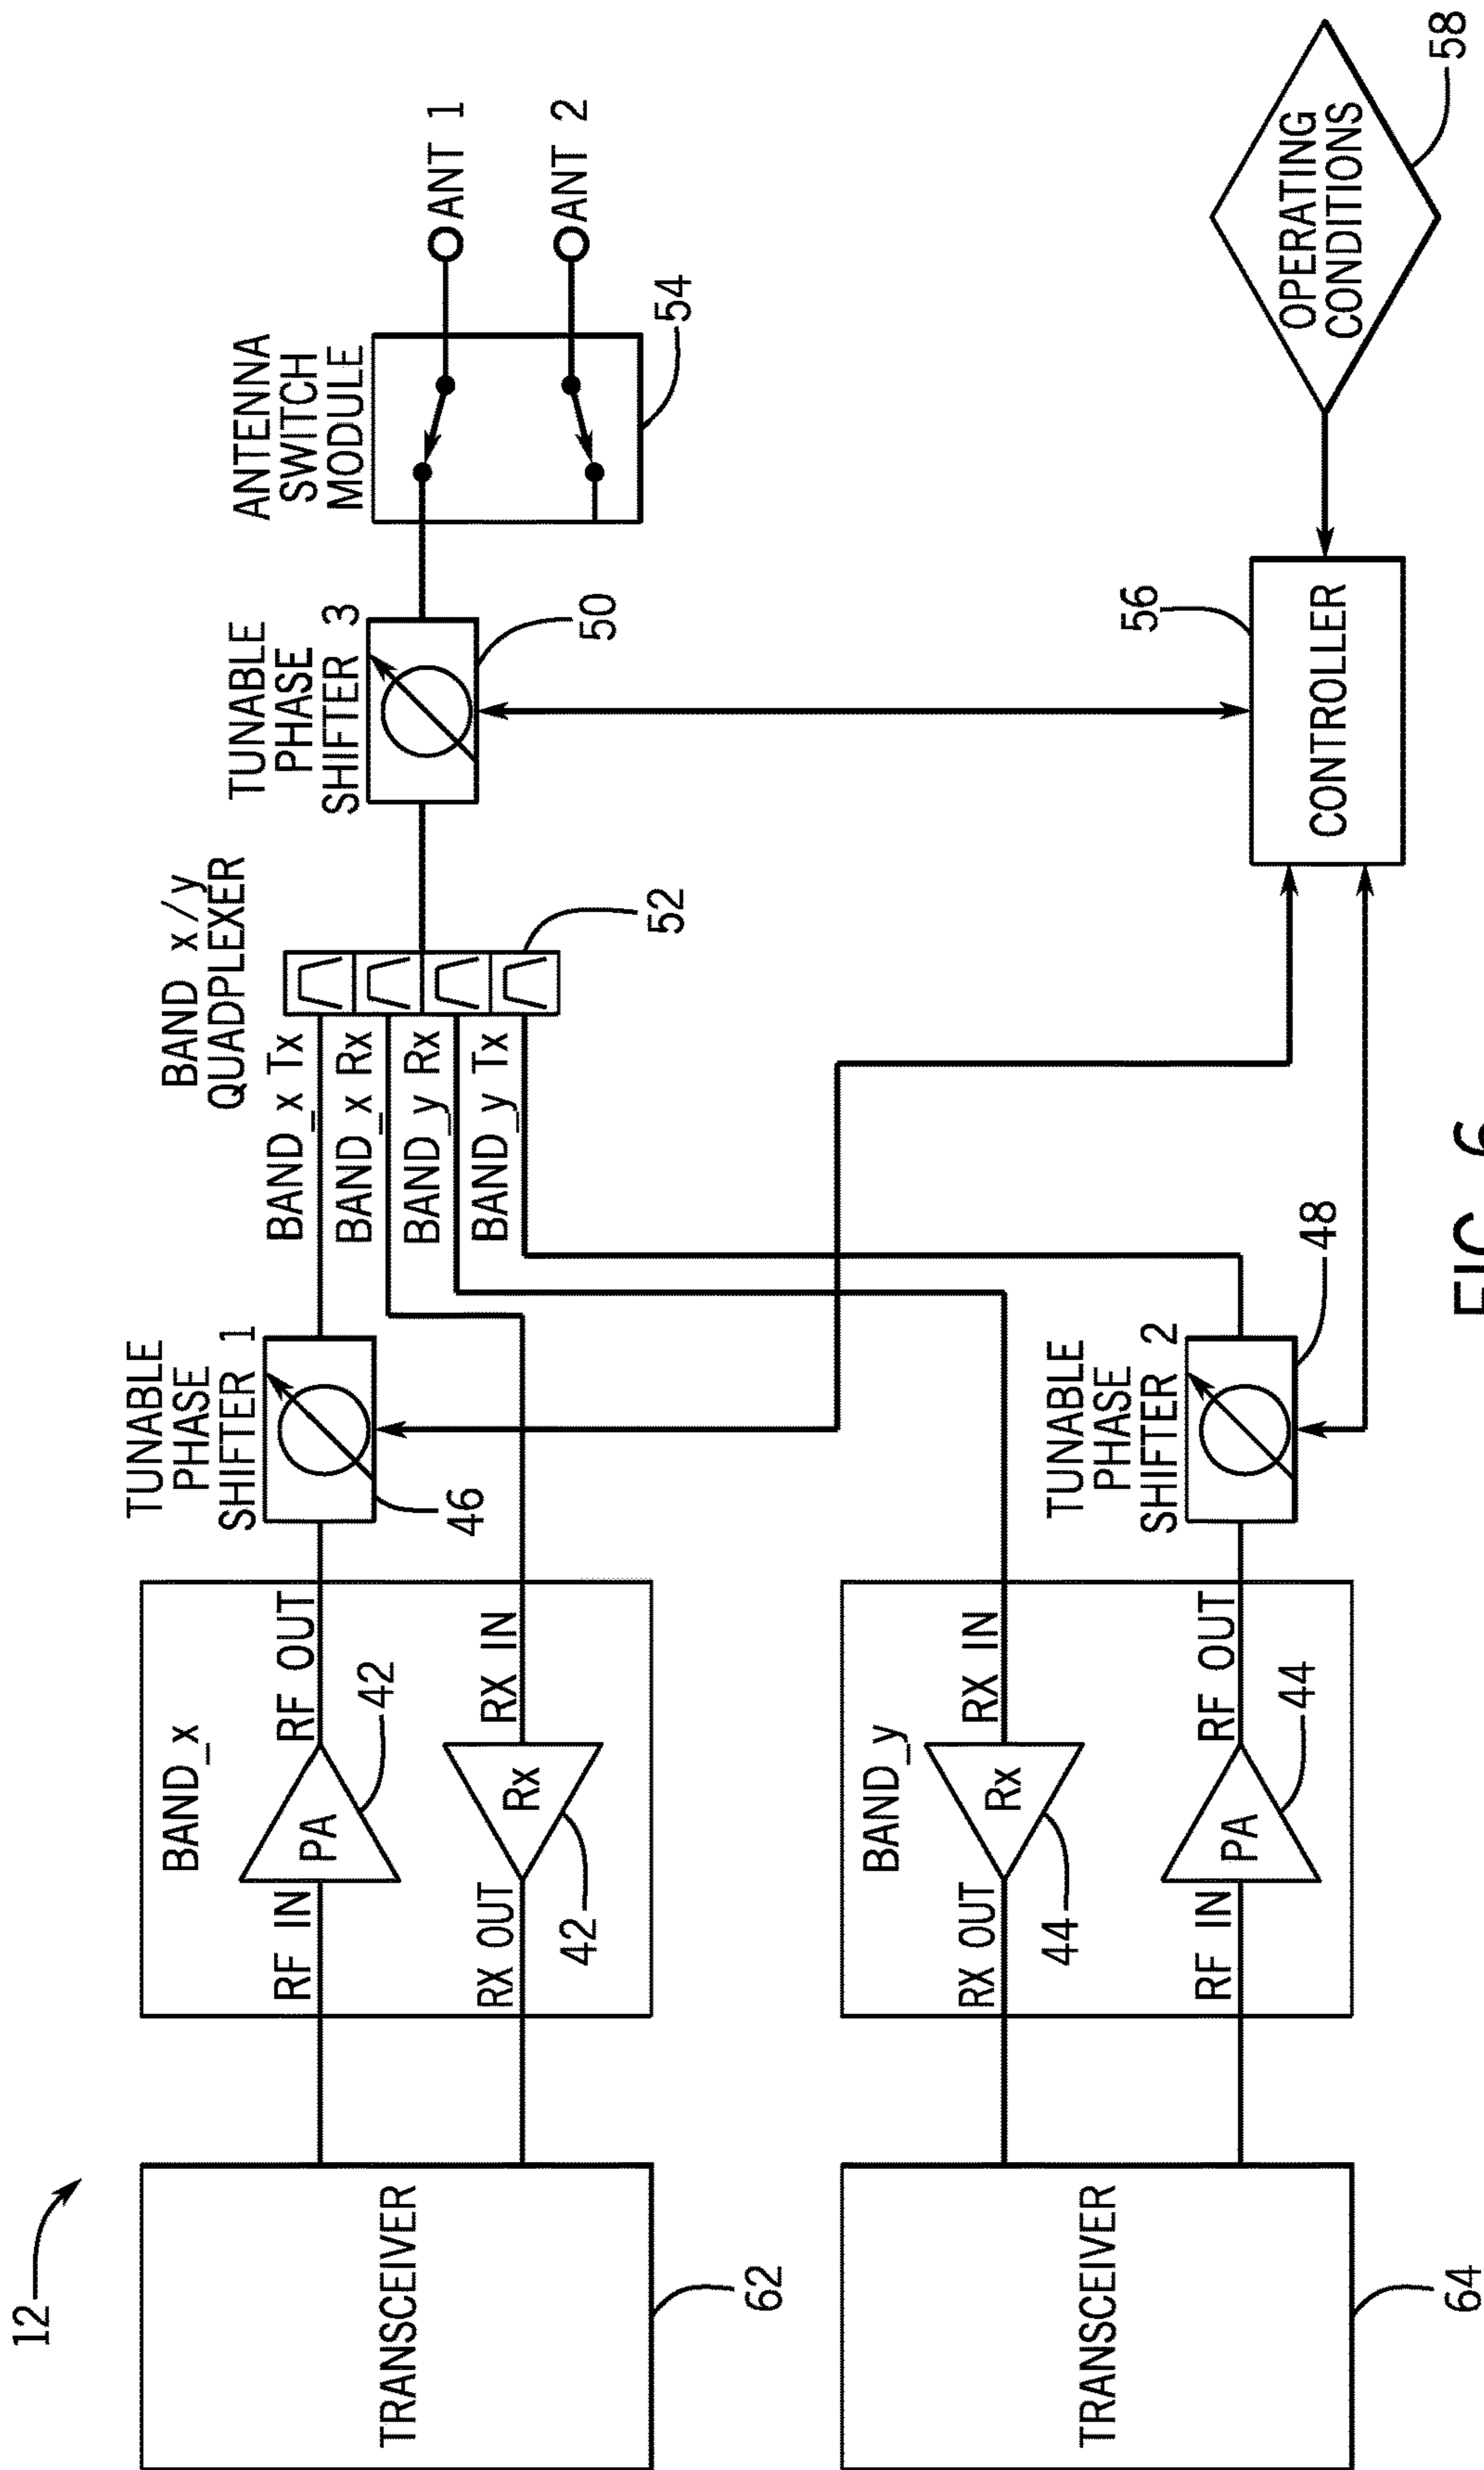 12
TRANSCEIVER
62
TRANSCEIVER
64
BAND_x
RF IN
PA
RF OUT
42
RX OUT
Rx
RX IN
42
BAND_y
RX OUT
Rx
RX IN
44
RF IN
PA
RF OUT
44
TUNABLE
PHASE
SHIFTER 1
46
TUNABLE
PHASE
SHIFTER 2
48
BAND_x Tx
BAND_x Rx
BAND_y Rx
BAND_y Tx
BAND x/y
QUADPLEXER
52
TUNABLE
PHASE
SHIFTER 3
50
ANTENNA
SWITCH
MODULE
54
ANT 1
ANT 2
CONTROLLER
56
OPERATING
CONDITIONS
58